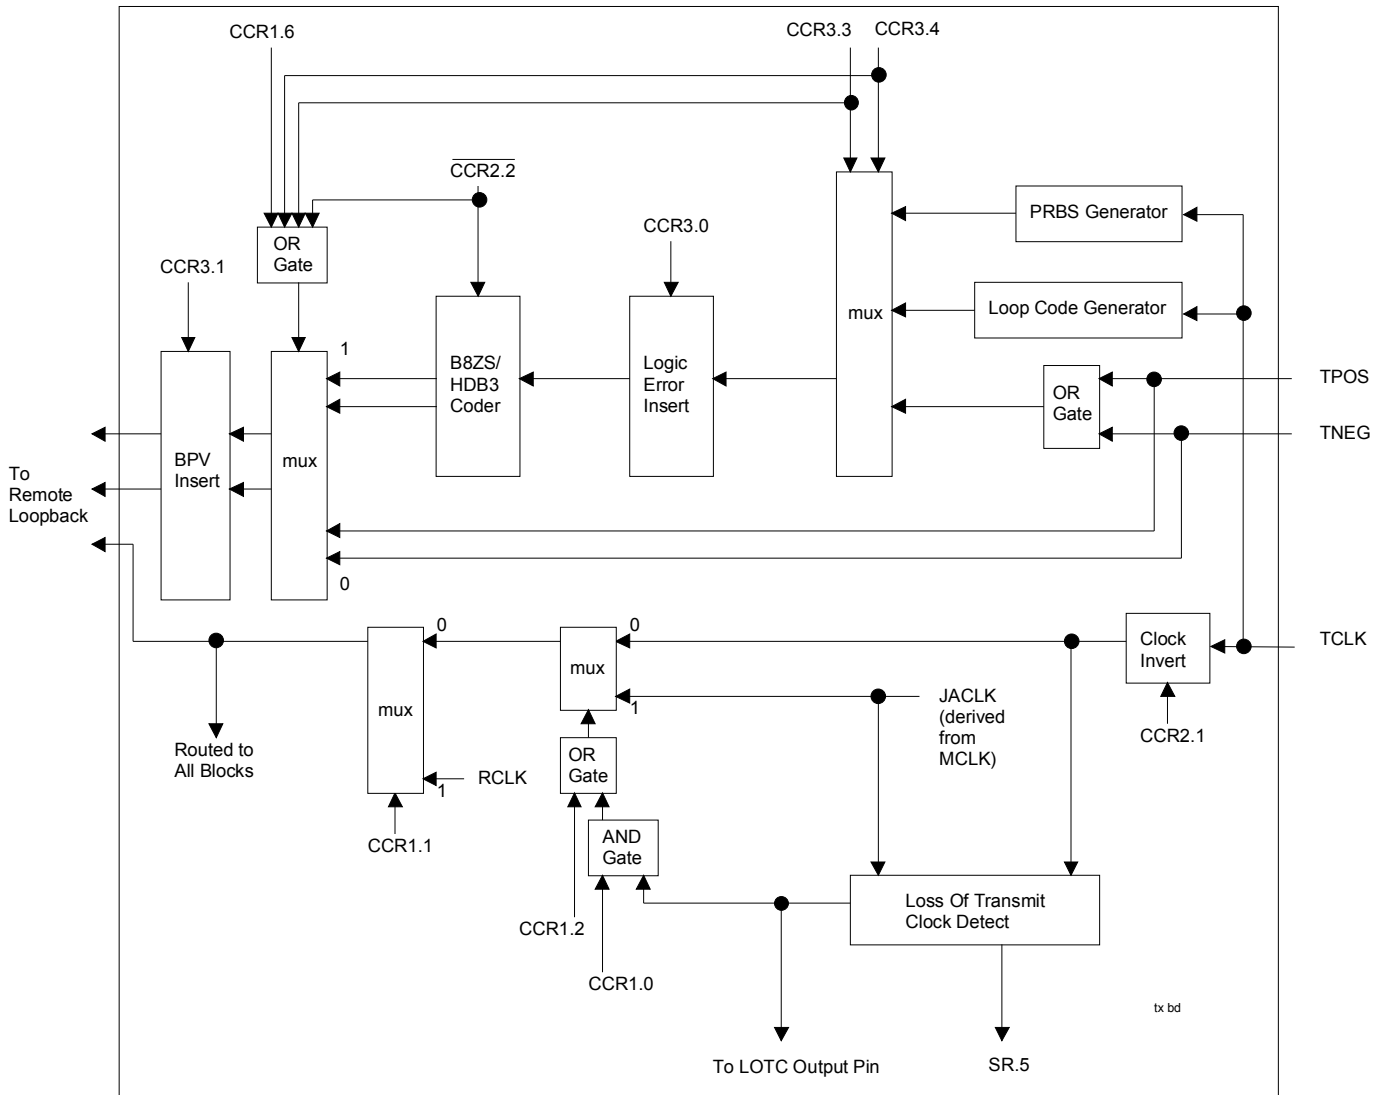 CCR1.6
CCR3.3
CCR3.4
CCR2.2
PRBS Generator
CCR3.0
OR
Gate
CCR3.1
Loop Code Generator
mux
1
B8ZS/
HDB3
Coder
Logic
Error
Insert
TPOS
OR
Gate
TNEG
BPV
Insert
mux
To
Remote
Loopback
0
0
0
Clock
Invert
TCLK
mux
mux
1
JACLK
(derived
from
MCLK)
CCR2.1
Routed to
All Blocks
OR
Gate
RCLK
1
CCR1.1
AND
Gate
Loss Of Transmit
Clock Detect
CCR1.2
CCR1.0
tx bd
To LOTC Output Pin
SR.5